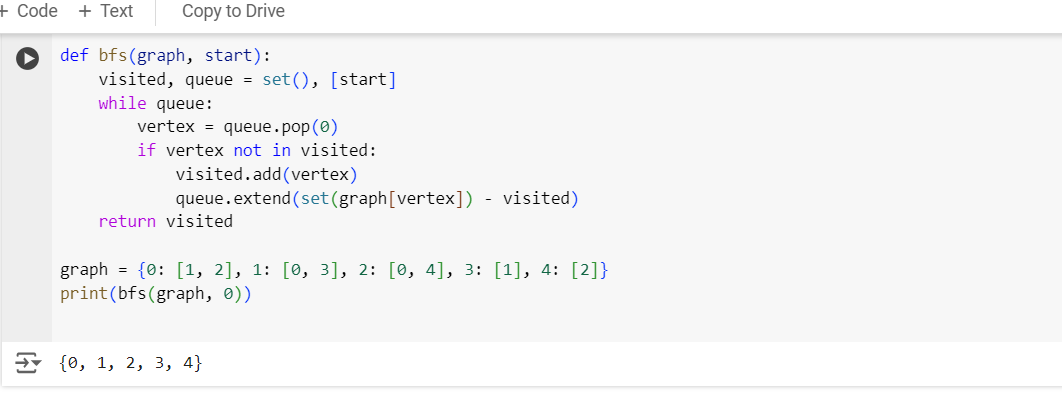 + Code + Text Copy to Drive
def bfs(graph, start):
    visited, queue = set(), [start]
    while queue:
        vertex = queue.pop(0)
        if vertex not in visited:
            visited.add(vertex)
            queue.extend(set(graph[vertex]) - visited)
    return visited
graph = {0: [1, 2], 1: [0, 3], 2: [0, 4], 3: [1], 4: [2]}
print(bfs(graph, 0))
{0, 1, 2, 3, 4}